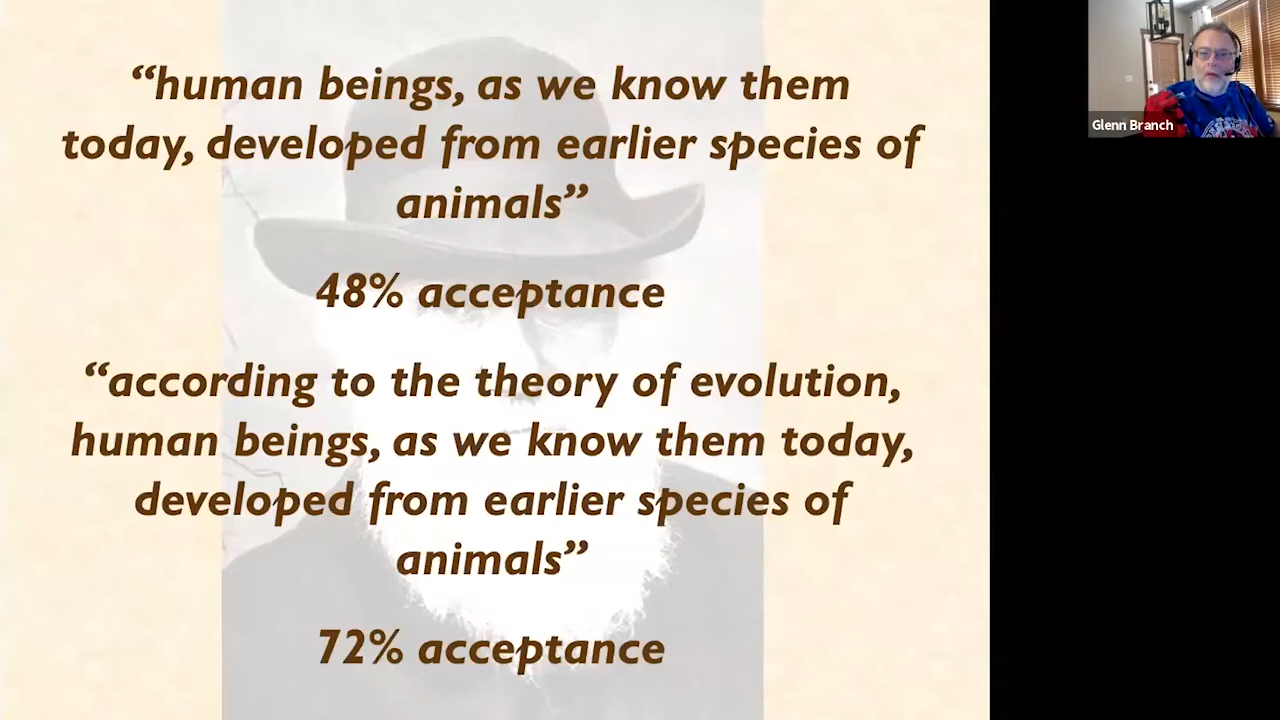 “human beings, as we know them
today, developed from earlier species of
animals”
48% acceptance
“according to the theory of evolution,
human beings, as we know them today,
developed from earlier species of
animals”
72% acceptance
Glenn Branch